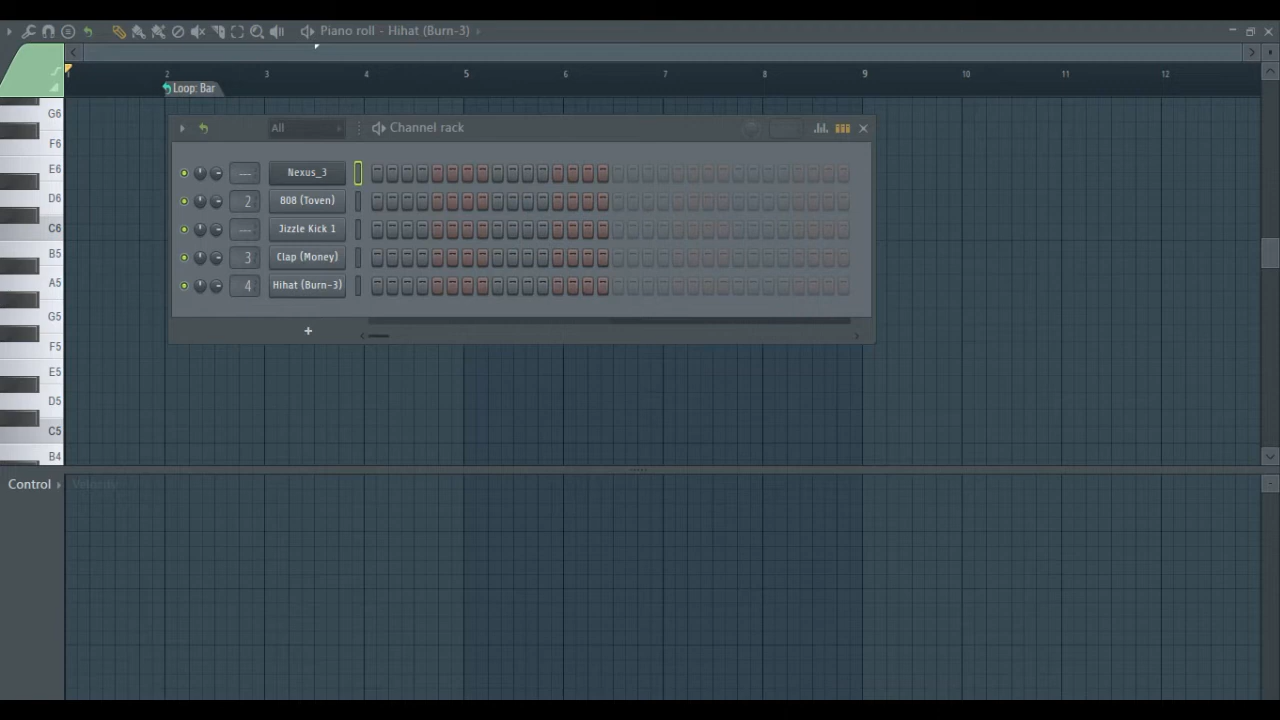 Piano roll - Hihat (Burn-3)
1 2 3 4 5 6 7 8 9 10 11 12
Loop: Bar
G6
F6
E6
D6
C6
B5
A5
G5
F5
E5
D5
C5
B4
All
Channel rack
--- Nexus_3
2 808 (Toven)
--- Jizzle Kick 1
3 Clap (Money)
4 Hihat (Burn-3)
+
Control
Velocity